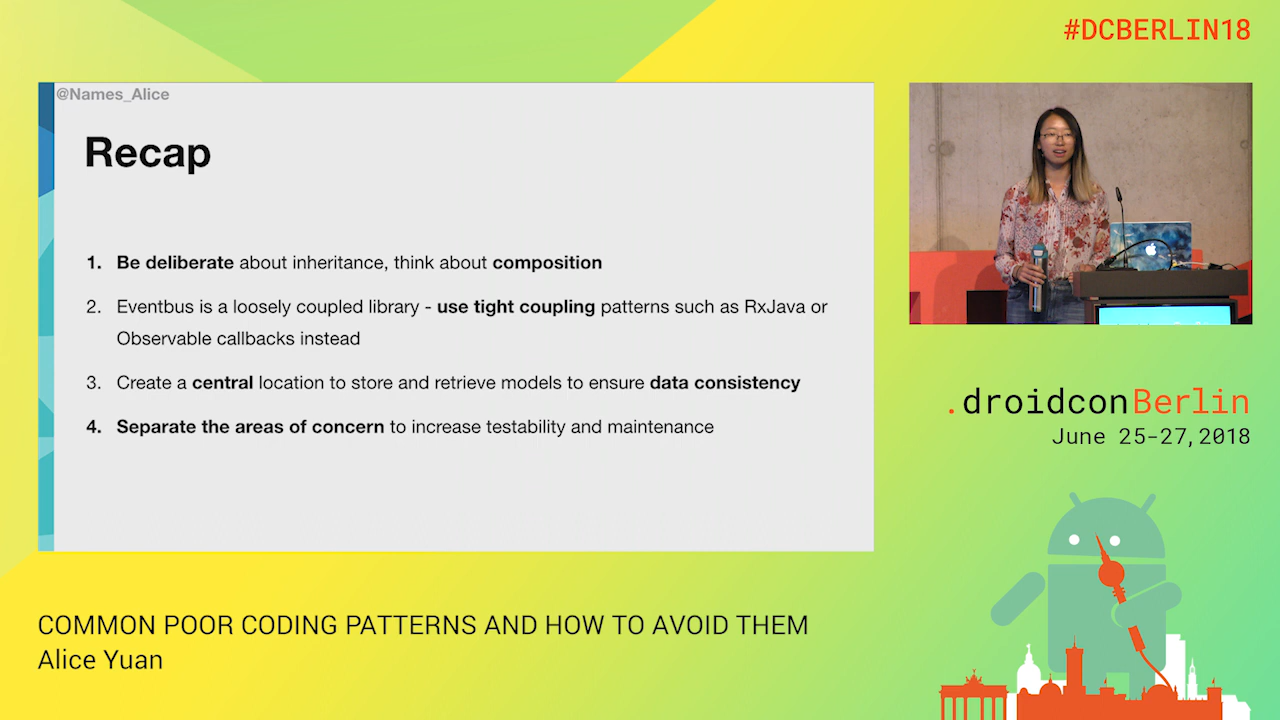 #DCBERLIN18
@Names_Alice
Recap
1. Be deliberate about inheritance, think about composition
2. Eventbus is a loosely coupled library - use tight coupling patterns such as RxJava or
Observable callbacks instead
3. Create a central location to store and retrieve models to ensure data consistency
4. Separate the areas of concern to increase testability and maintenance
.droidconBerlin
June 25-27,2018
COMMON POOR CODING PATTERNS AND HOW TO AVOID THEM
Alice Yuan